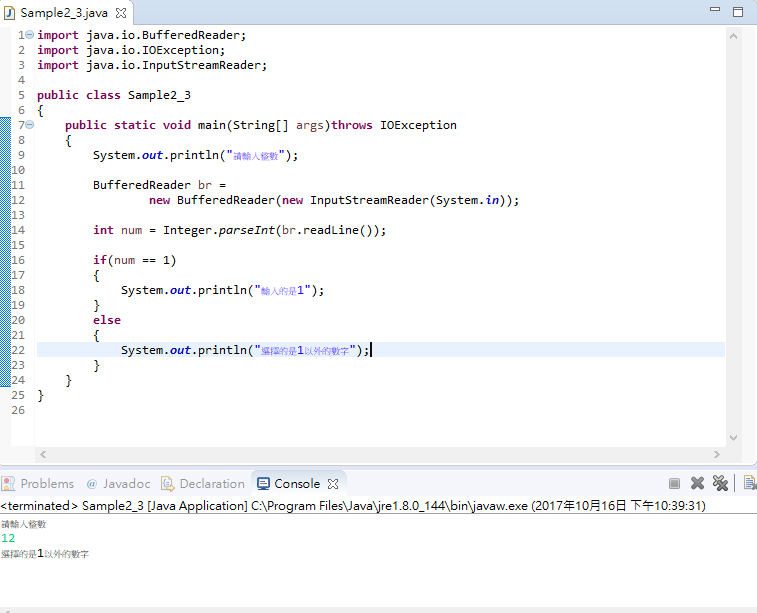 Sample2_3.java
1 import java.io.BufferedReader;
2 import java.io.IOException;
3 import java.io.InputStreamReader;
4
5 public class Sample2_3
6 {
7 public static void main(String[] args)throws IOException
8 {
9 System.out.println("請輸入整數");
10
11 BufferedReader br =
12 new BufferedReader(new InputStreamReader(System.in));
13
14 int num = Integer.parseInt(br.readLine());
15
16 if(num == 1)
17 {
18 System.out.println("輸入的是1");
19 }
20 else
21 {
22 System.out.println("選擇的是1以外的數字");
23 }
24 }
25 }
26
Problems @ Javadoc Declaration Console
<terminated> Sample2_3 [Java Application] C:\Program Files\Java\jre1.8.0_144\bin\javaw.exe (2017年10月16日 下午10:39:31)
請輸入整數
12
選擇的是1以外的數字